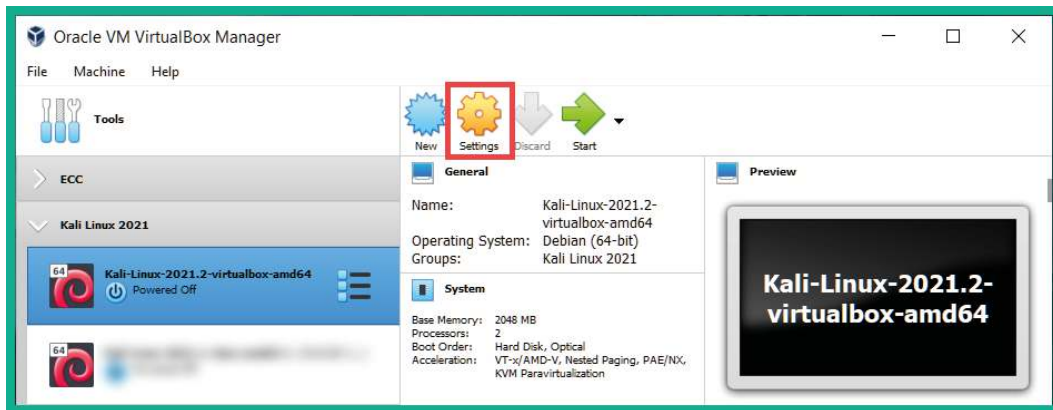 Oracle VM VirtualBox Manager
File Machine Help
Tools
New Settings Discard Start
ECC
Kali Linux 2021
64
Kali-Linux-2021.2-virtualbox-amd64
Powered Off
64
General
Name: Kali-Linux-2021.2-
virtualbox-amd64
Operating System: Debian (64-bit)
Groups: Kali Linux 2021
System
Base Memory: 2048 MB
Processors: 2
Boot Order: Hard Disk, Optical
Acceleration: VT-x/AMD-V, Nested Paging, PAE/NX,
KVM Paravirtualization
Preview
Kali-Linux-2021.2-
virtualbox-amd64